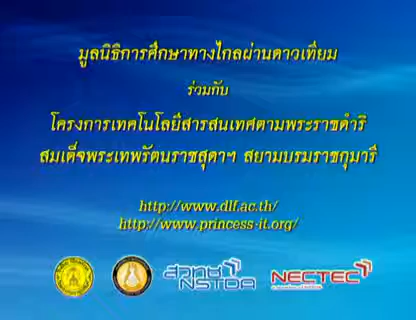 มูลนิธิการศึกษาทางไกลผ่านดาวเทียม
ร่วมกับ
โครงการเทคโนโลยีสารสนเทศตามพระราชดำริ
สมเด็จพระเทพรัตนราชสุดาฯ สยามบรมราชกุมารี
http://www.dlf.ac.th/
http://www.princess-it.org/
สวทช
NSTDA
NECTEC